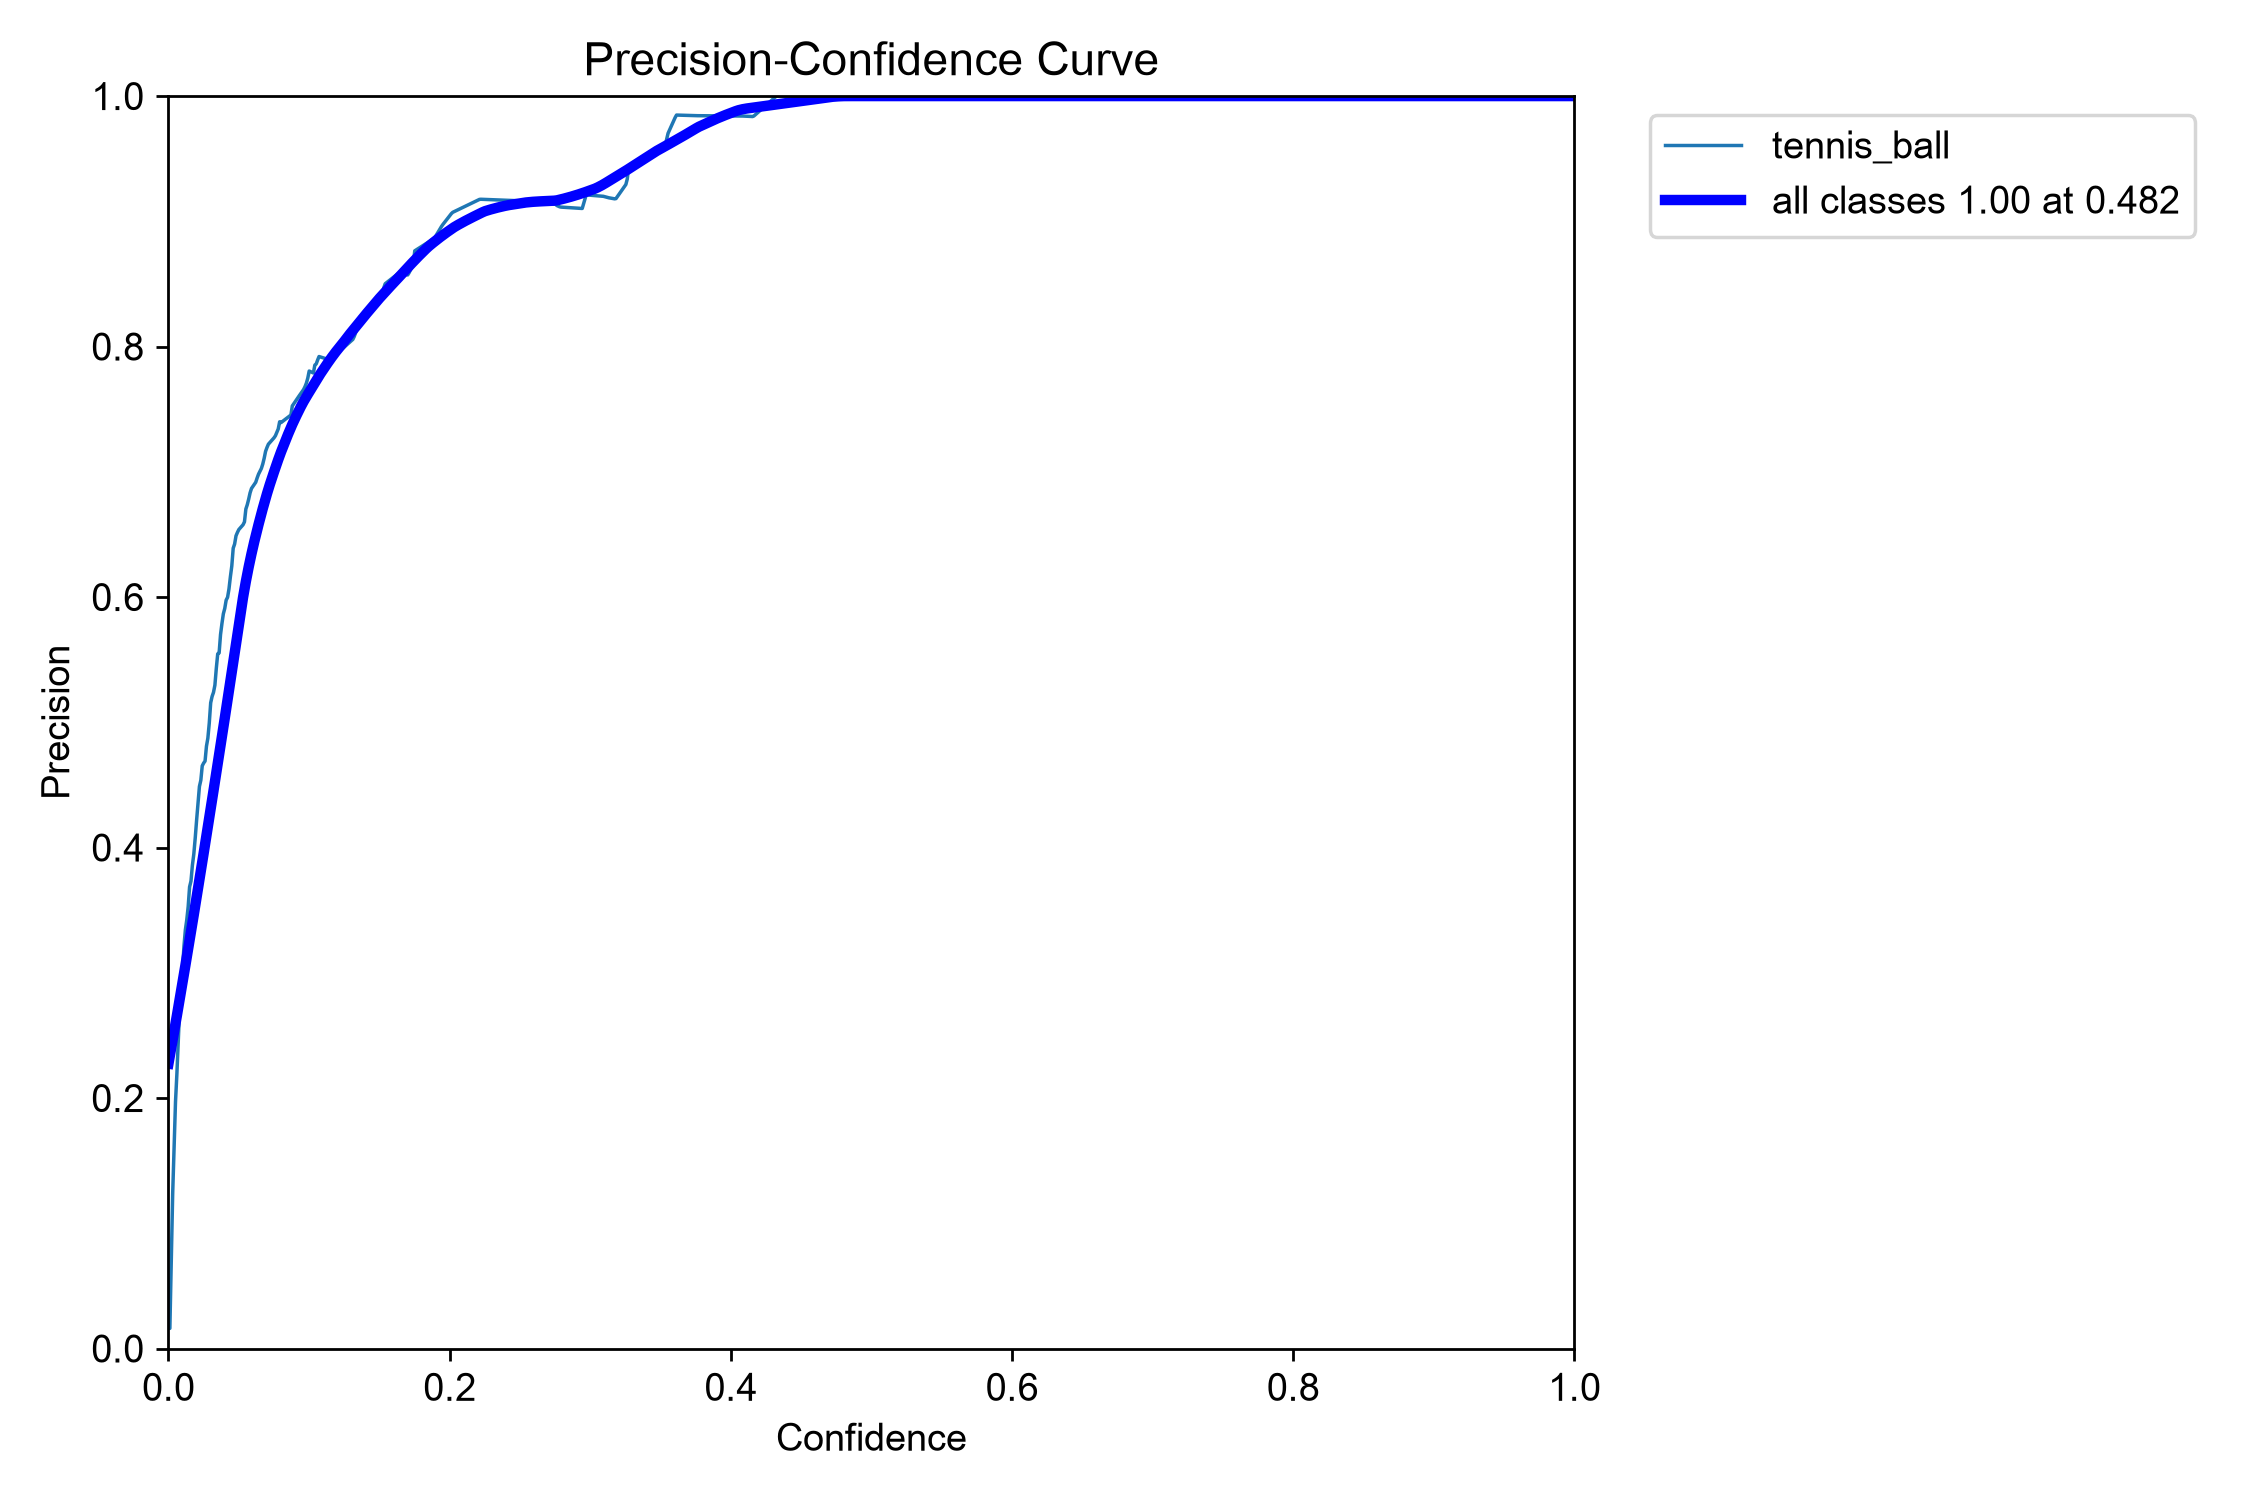 Precision-Confidence Curve
1.0
0.8
0.6
0.4
0.2
0.0
Precision
0.0 0.2 0.4 0.6 0.8 1.0
Confidence
tennis_ball
all classes 1.00 at 0.482